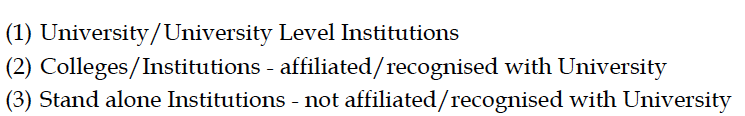 (1) University/University Level Institutions
(2) Colleges/Institutions - affiliated/recognised with University
(3) Stand alone Institutions - not affiliated/recognised with University